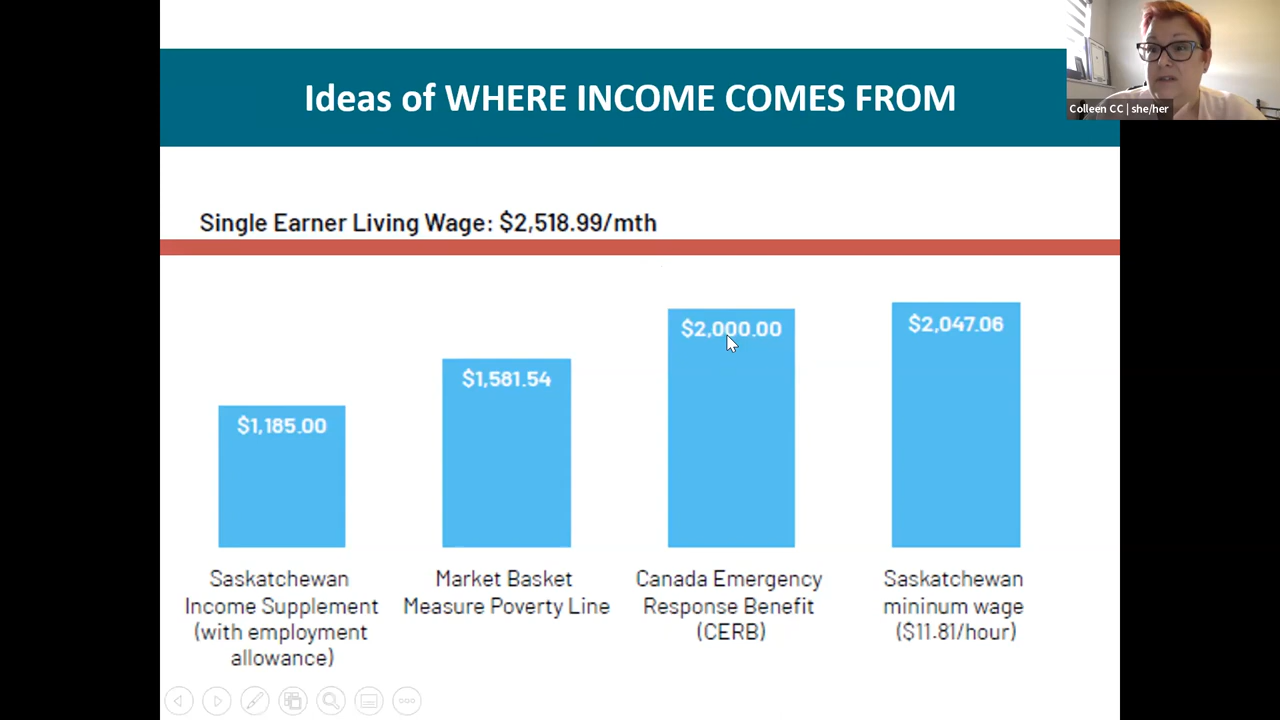 Ideas of WHERE INCOME COMES FROM
Colleen CC | she/her
Single Earner Living Wage: $2,518.99/mth
$1,185.00
$1,581.54
$2,000.00
$2,047.06
Saskatchewan
Income Supplement
(with employment
allowance)
Market Basket
Measure Poverty Line
Canada Emergency
Response Benefit
(CERB)
Saskatchewan
mininum wage
($11.81/hour)